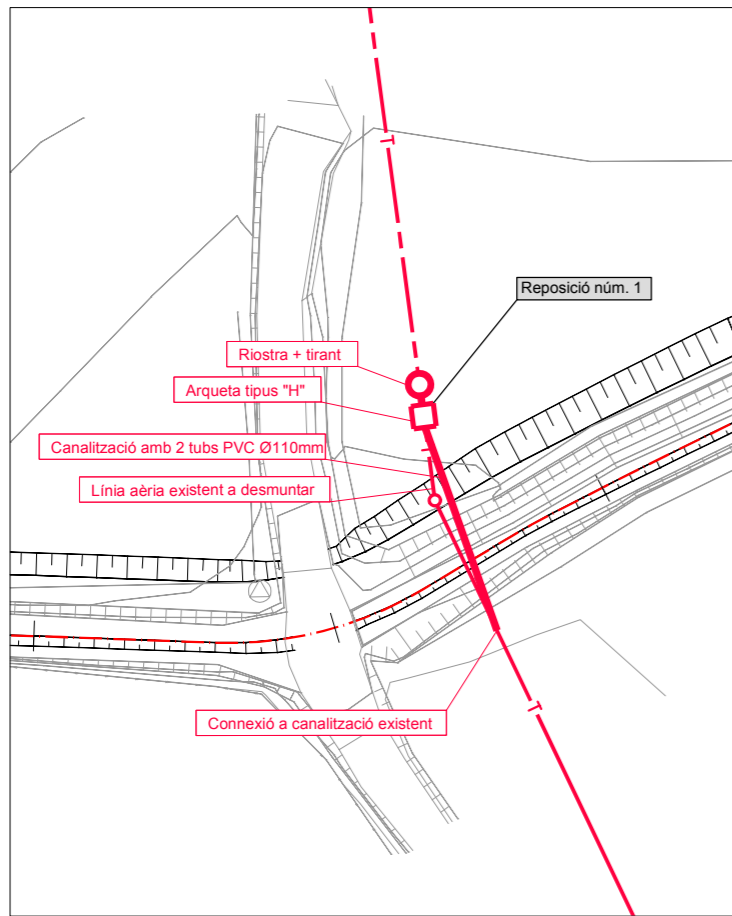 T
Reposició núm. 1
Riostra + tirant
Arqueta tipus "H"
Canalització amb 2 tubs PVC Ø110mm
Línia aèria existent a desmuntar
Connexió a canalització existent
T